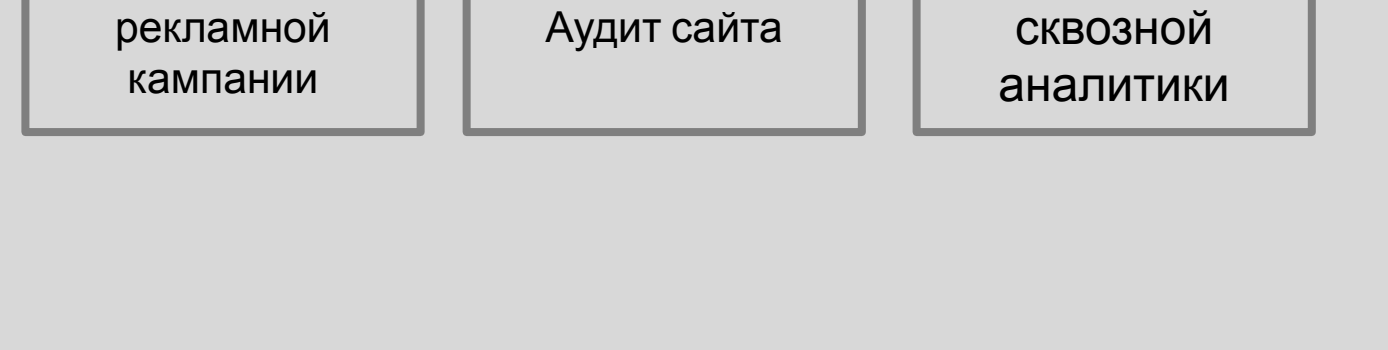 рекламной
кампании
Аудит сайта
сквозной
аналитики